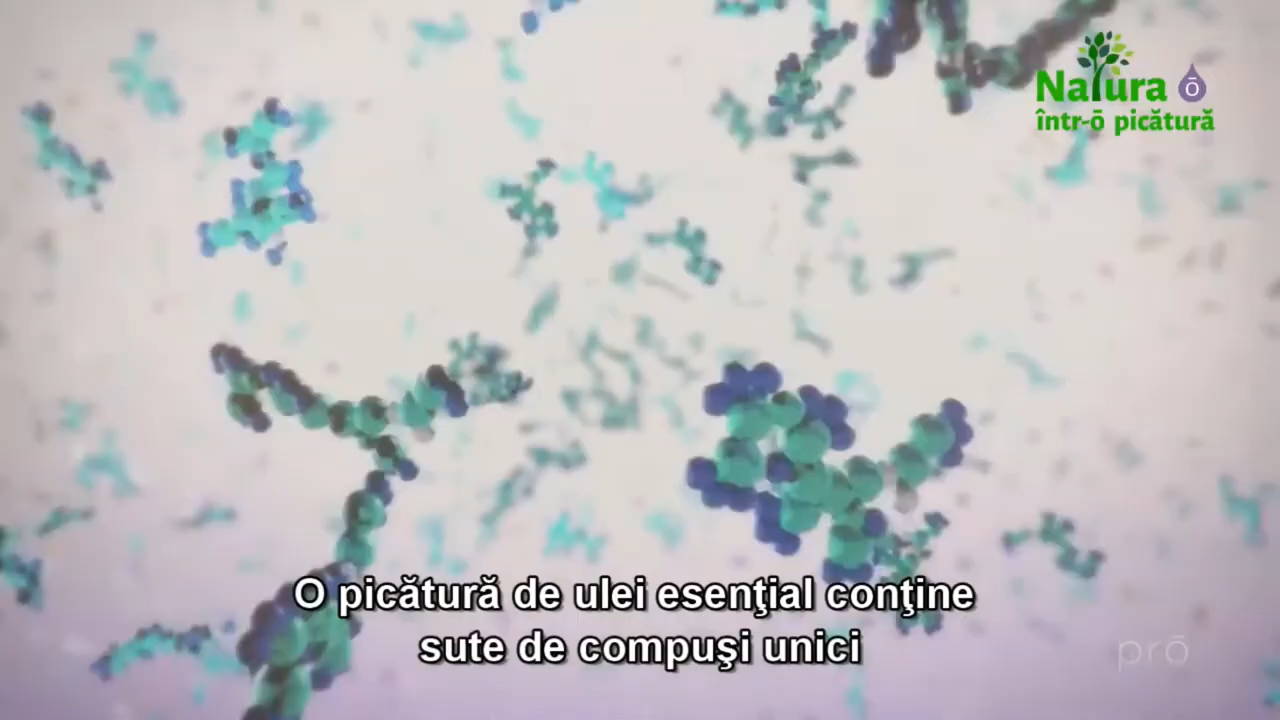 Natura ō
într-ō picătură
O picătură de ulei esenţial conţine
sute de compuşi unici
prō